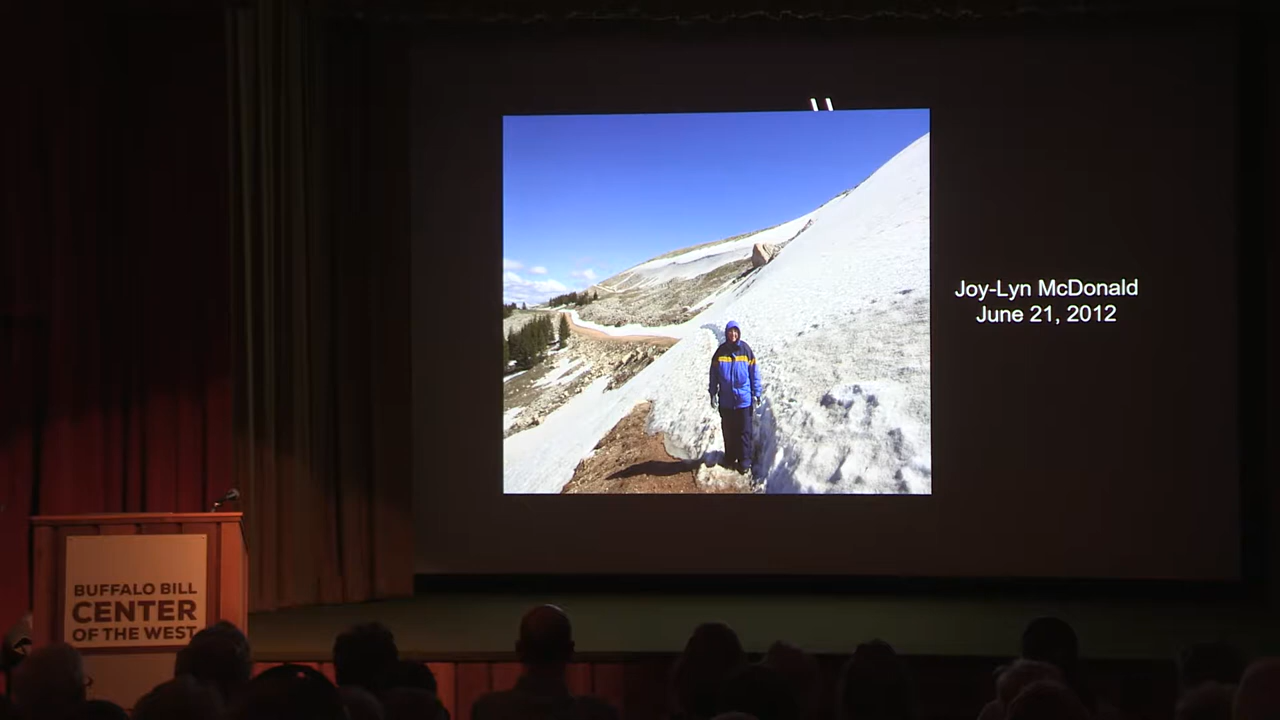 Joy-Lyn McDonald
June 21, 2012
BUFFALO BILL
CENTER
OF THE WEST